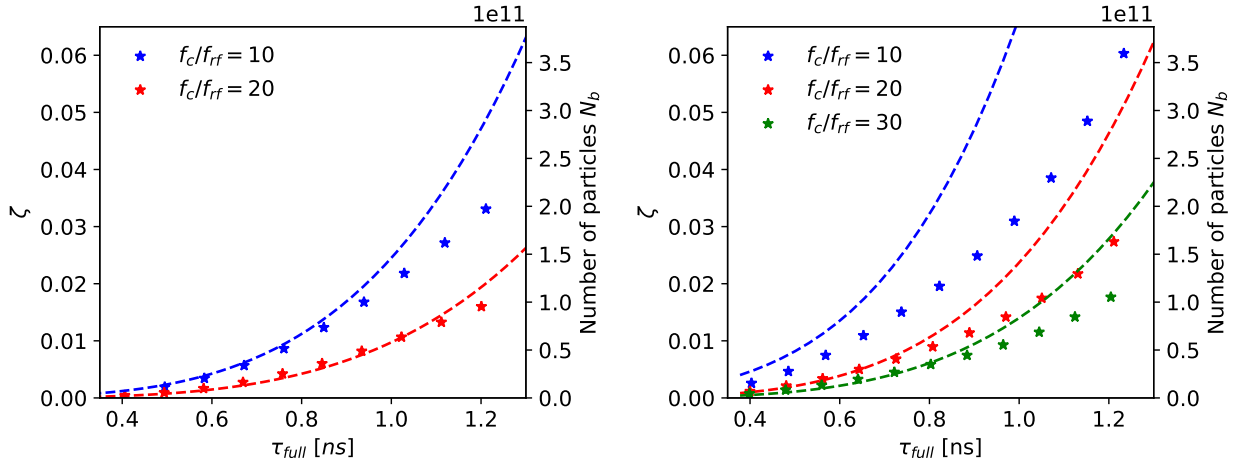 1e11
f_c/f_rf = 10
f_c/f_rf = 20
0.06
0.05
0.04
0.03
0.02
0.01
0.00
ζ
3.5
3.0
2.5
2.0
1.5
1.0
0.5
0.0
Number of particles N_b
0.4 0.6 0.8 1.0 1.2
τ_full [ns]
1e11
f_c/f_rf = 10
f_c/f_rf = 20
f_c/f_rf = 30
0.06
0.05
0.04
0.03
0.02
0.01
0.00
ζ
3.5
3.0
2.5
2.0
1.5
1.0
0.5
0.0
Number of particles N_b
0.4 0.6 0.8 1.0 1.2
τ_full [ns]